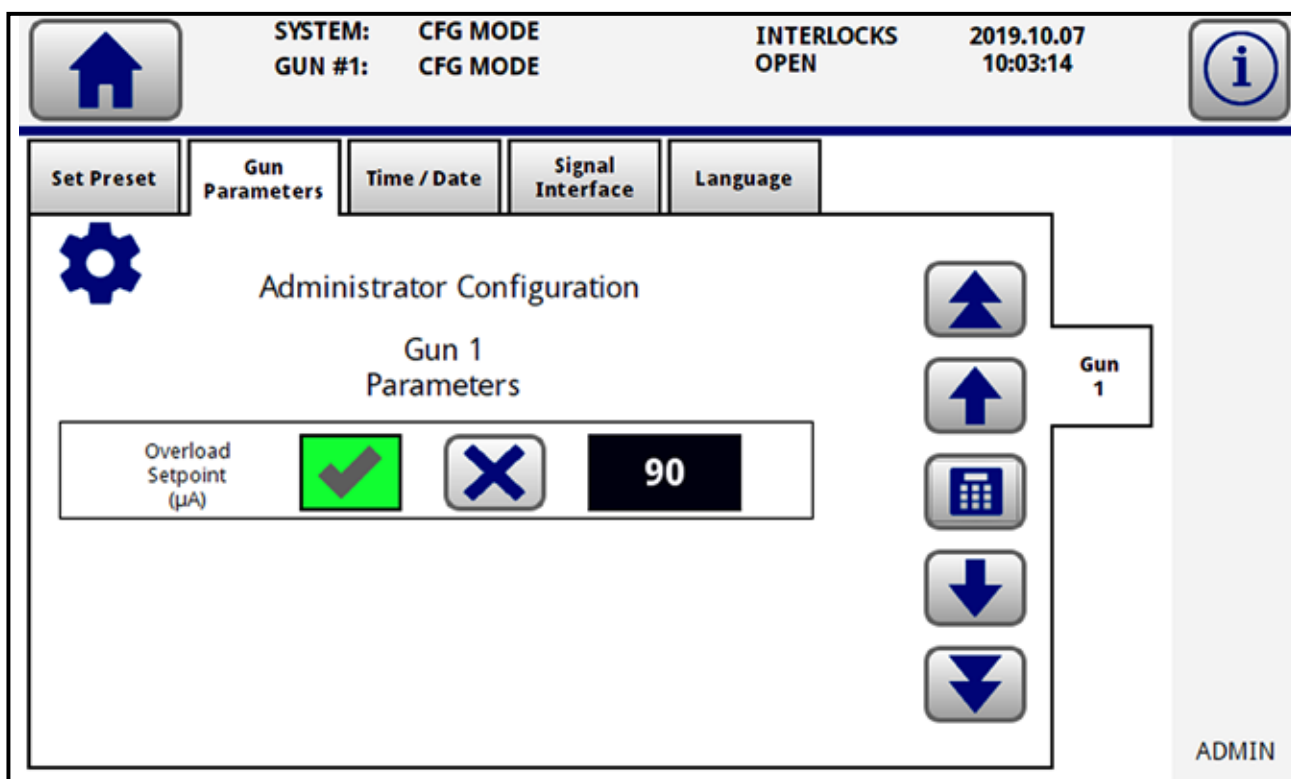 SYSTEM: CFG MODE
GUN #1: CFG MODE
INTERLOCKS
OPEN
2019.10.07
10:03:14
i
Set Preset
Gun
Parameters
Time / Date
Signal
Interface
Language
Administrator Configuration
Gun 1
Parameters
Overload
Setpoint
(µA)
90
Gun
1
ADMIN